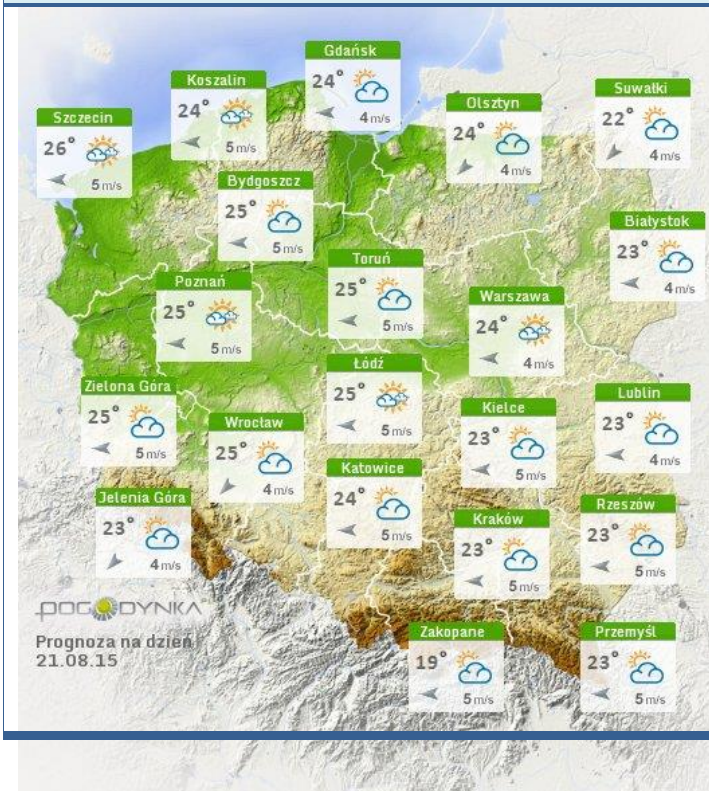 Gdańsk
24°
4 m/s
Koszalin
24°
5 m/s
Suwałki
22°
4 m/s
Olsztyn
24°
4 m/s
Szczecin
26°
5 m/s
Bydgoszcz
25°
5 m/s
Białystok
23°
4 m/s
Toruń
25°
5 m/s
Poznań
25°
5 m/s
Warszawa
24°
4 m/s
Łódź
25°
5 m/s
Zielona Góra
25°
5 m/s
Lublin
23°
4 m/s
Kielce
23°
5 m/s
Wrocław
25°
4 m/s
Katowice
24°
5 m/s
Jelenia Góra
23°
4 m/s
Rzeszów
23°
5 m/s
Kraków
23°
5 m/s
POGODYNKA
Prognoza na dzień
21.08.15
Zakopane
19°
5 m/s
Przemyśl
23°
5 m/s